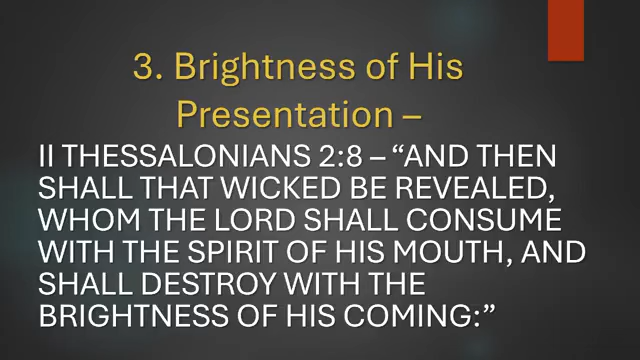 3. Brightness of His
Presentation –
II THESSALONIANS 2:8 – “AND THEN
SHALL THAT WICKED BE REVEALED,
WHOM THE LORD SHALL CONSUME
WITH THE SPIRIT OF HIS MOUTH, AND
SHALL DESTROY WITH THE
BRIGHTNESS OF HIS COMING:”